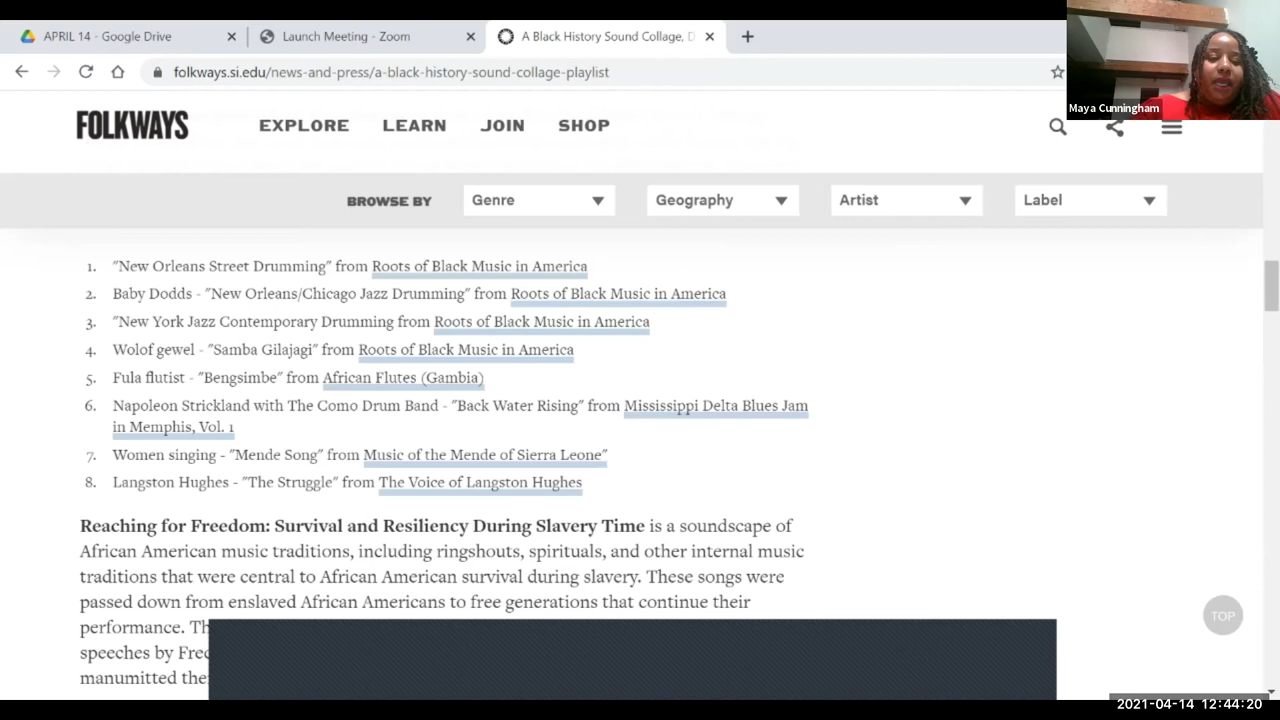 APRIL 14 - Google Drive
Launch Meeting - Zoom
A Black History Sound Collage, D
folkways.si.edu/news-and-press/a-black-history-sound-collage-playlist
Maya Cunningham
FOLKWAYS
EXPLORE
LEARN
JOIN
SHOP
BROWSE BY
Genre
Geography
Artist
Label
1. "New Orleans Street Drumming" from Roots of Black Music in America
2. Baby Dodds - "New Orleans/Chicago Jazz Drumming" from Roots of Black Music in America
3. "New York Jazz Contemporary Drumming from Roots of Black Music in America
4. Wolof gewel - "Samba Gilajagi" from Roots of Black Music in America
5. Fula flutist - "Bengsimbe" from African Flutes (Gambia)
6. Napoleon Strickland with The Como Drum Band - "Back Water Rising" from Mississippi Delta Blues Jam
in Memphis, Vol. 1
7. Women singing - "Mende Song" from Music of the Mende of Sierra Leone"
8. Langston Hughes - "The Struggle" from The Voice of Langston Hughes
Reaching for Freedom: Survival and Resiliency During Slavery Time is a soundscape of
African American music traditions, including ringshouts, spirituals, and other internal music
traditions that were central to African American survival during slavery. These songs were
passed down from enslaved African Americans to free generations that continue their
performance. Th
speeches by Fred
manumitted the
TOP
2021-04-14 12:44:20